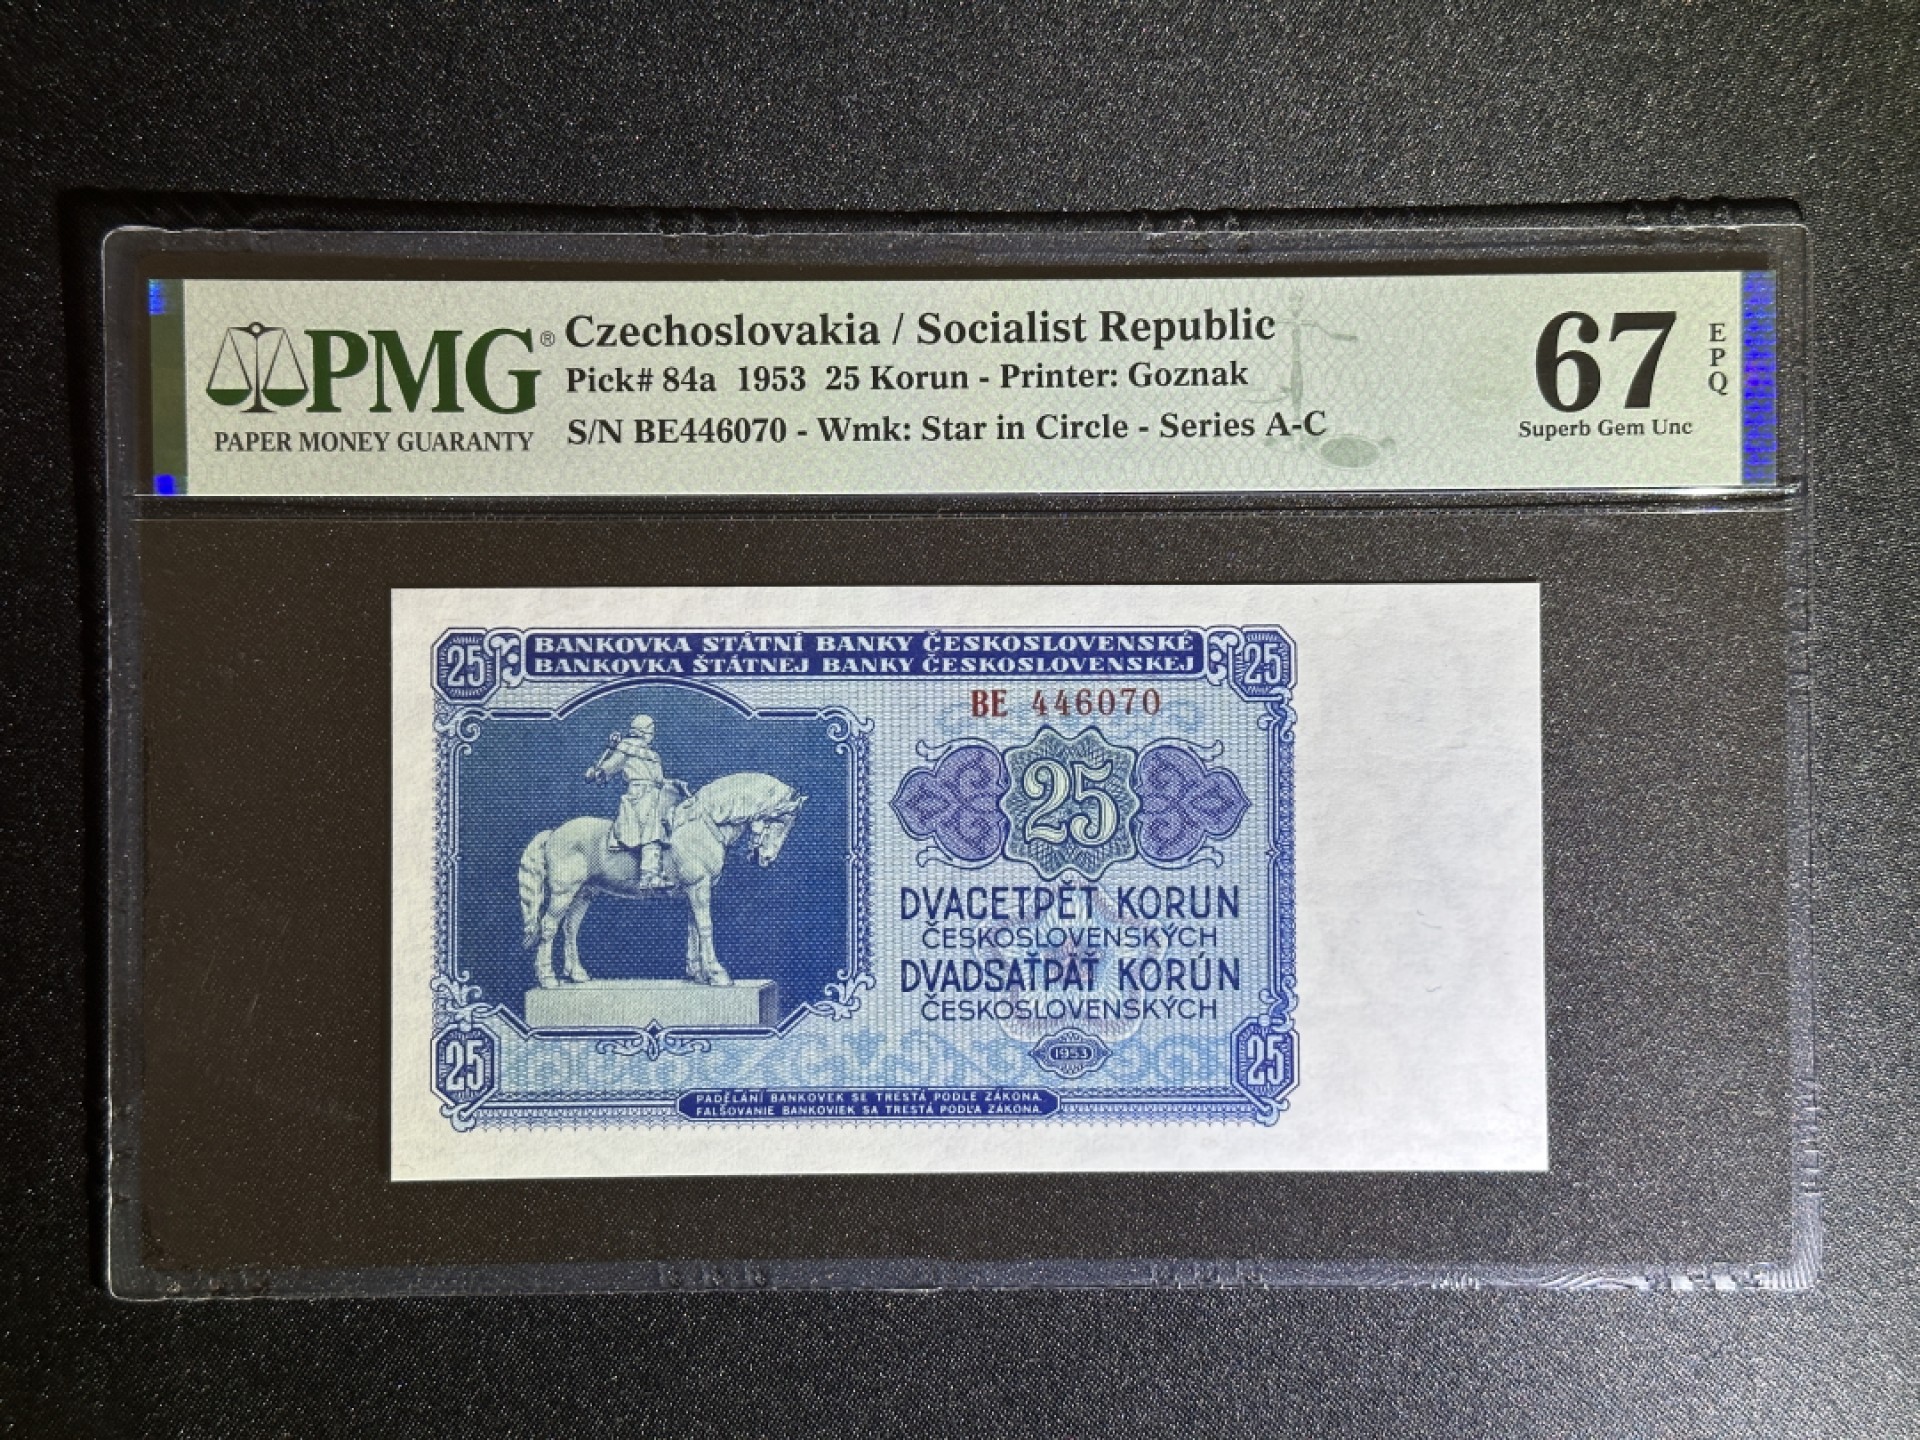 PMG®
PAPER MONEY GUARANTY
Czechoslovakia / Socialist Republic
Pick# 84a 1953 25 Korun - Printer: Goznak
S/N BE446070 - Wmk: Star in Circle - Series A-C
67
EPQ
Superb Gem Unc
25
BANKOVKA STÁTNÍ BANKY ČESKOSLOVENSKÉ
BANKOVKA ŠTÁTNEJ BANKY ČESKOSLOVENSKEJ
25
BE 446070
25
DVACETPĚT KORUN
ČESKOSLOVENSKÝCH
DVADSAŤPÄŤ KORÚN
ČESKOSLOVENSKÝCH
1953
25
25
PADĚLÁNÍ BANKOVEK SE TRESTÁ PODLE ZÁKONA.
FALŠOVANIE BANKOVIEK SA TRESTÁ PODĽA ZÁKONA.